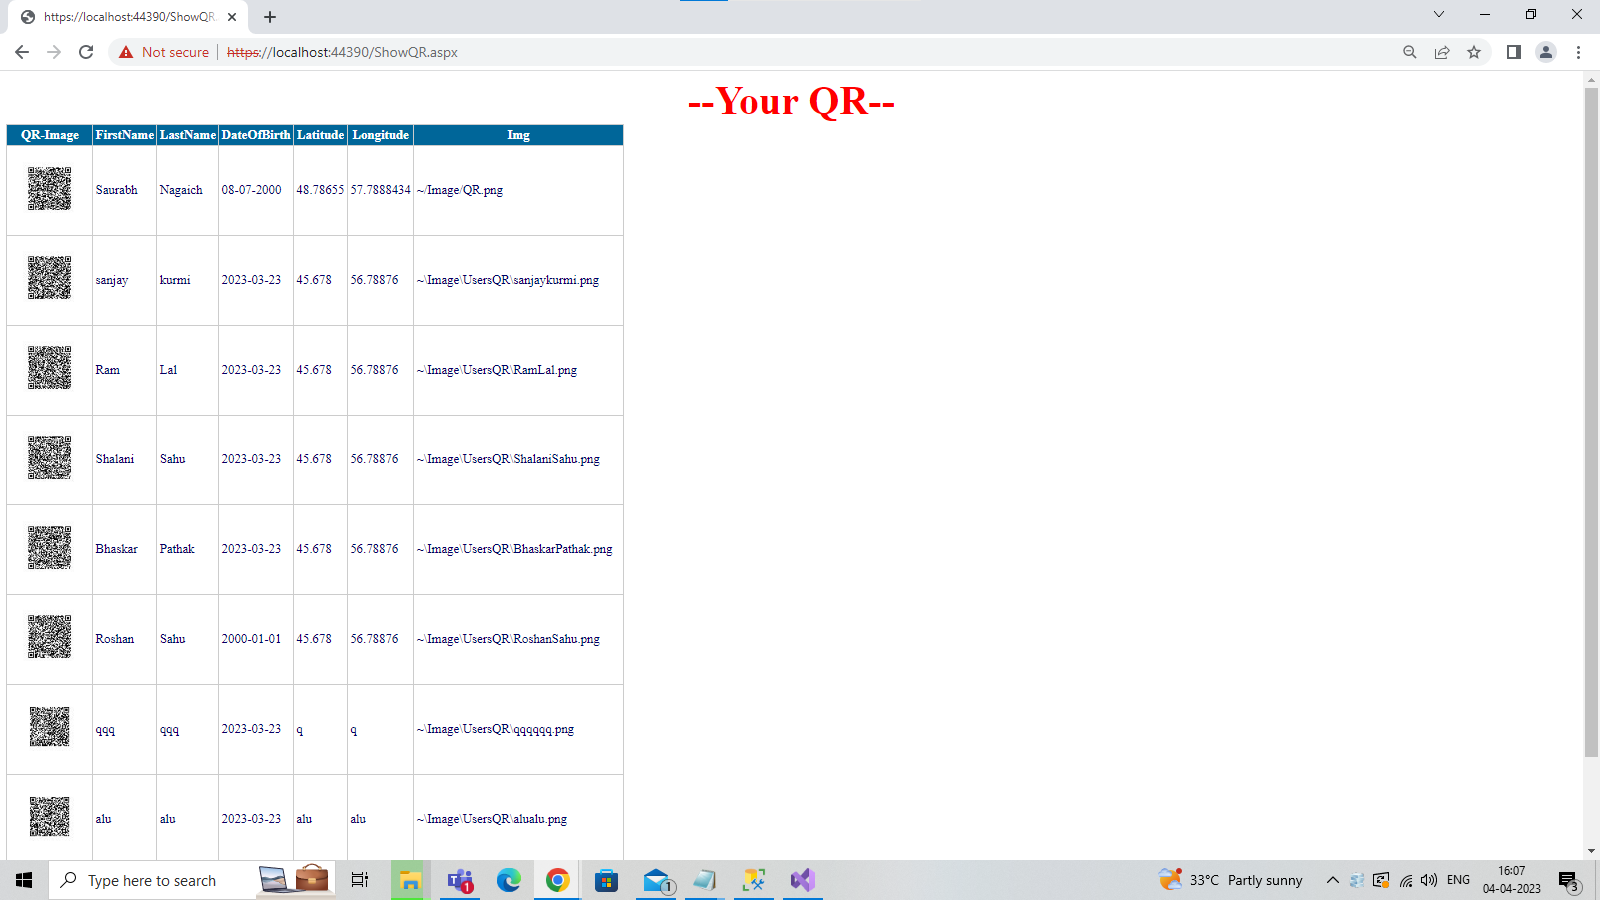 https://localhost:44390/ShowQR.
Not secure https://localhost:44390/ShowQR.aspx
--Your QR--
QR-Image FirstName LastName DateOfBirth Latitude Longitude Img
Saurabh Nagaich 08-07-2000 48.78655 57.7888434 ~/Image/QR.png
sanjay kurmi 2023-03-23 45.678 56.78876 ~\Image\UsersQR\sanjaykurmi.png
Ram Lal 2023-03-23 45.678 56.78876 ~\Image\UsersQR\RamLal.png
Shalani Sahu 2023-03-23 45.678 56.78876 ~\Image\UsersQR\ShalaniSahu.png
Bhaskar Pathak 2023-03-23 45.678 56.78876 ~\Image\UsersQR\BhaskarPathak.png
Roshan Sahu 2000-01-01 45.678 56.78876 ~\Image\UsersQR\RoshanSahu.png
qqq qqq 2023-03-23 q q ~\Image\UsersQR\qqqqqq.png
alu alu 2023-03-23 alu alu ~\Image\UsersQR\alualu.png
Type here to search 1 1 33°C Partly sunny ENG 16:07
04-04-2023 3